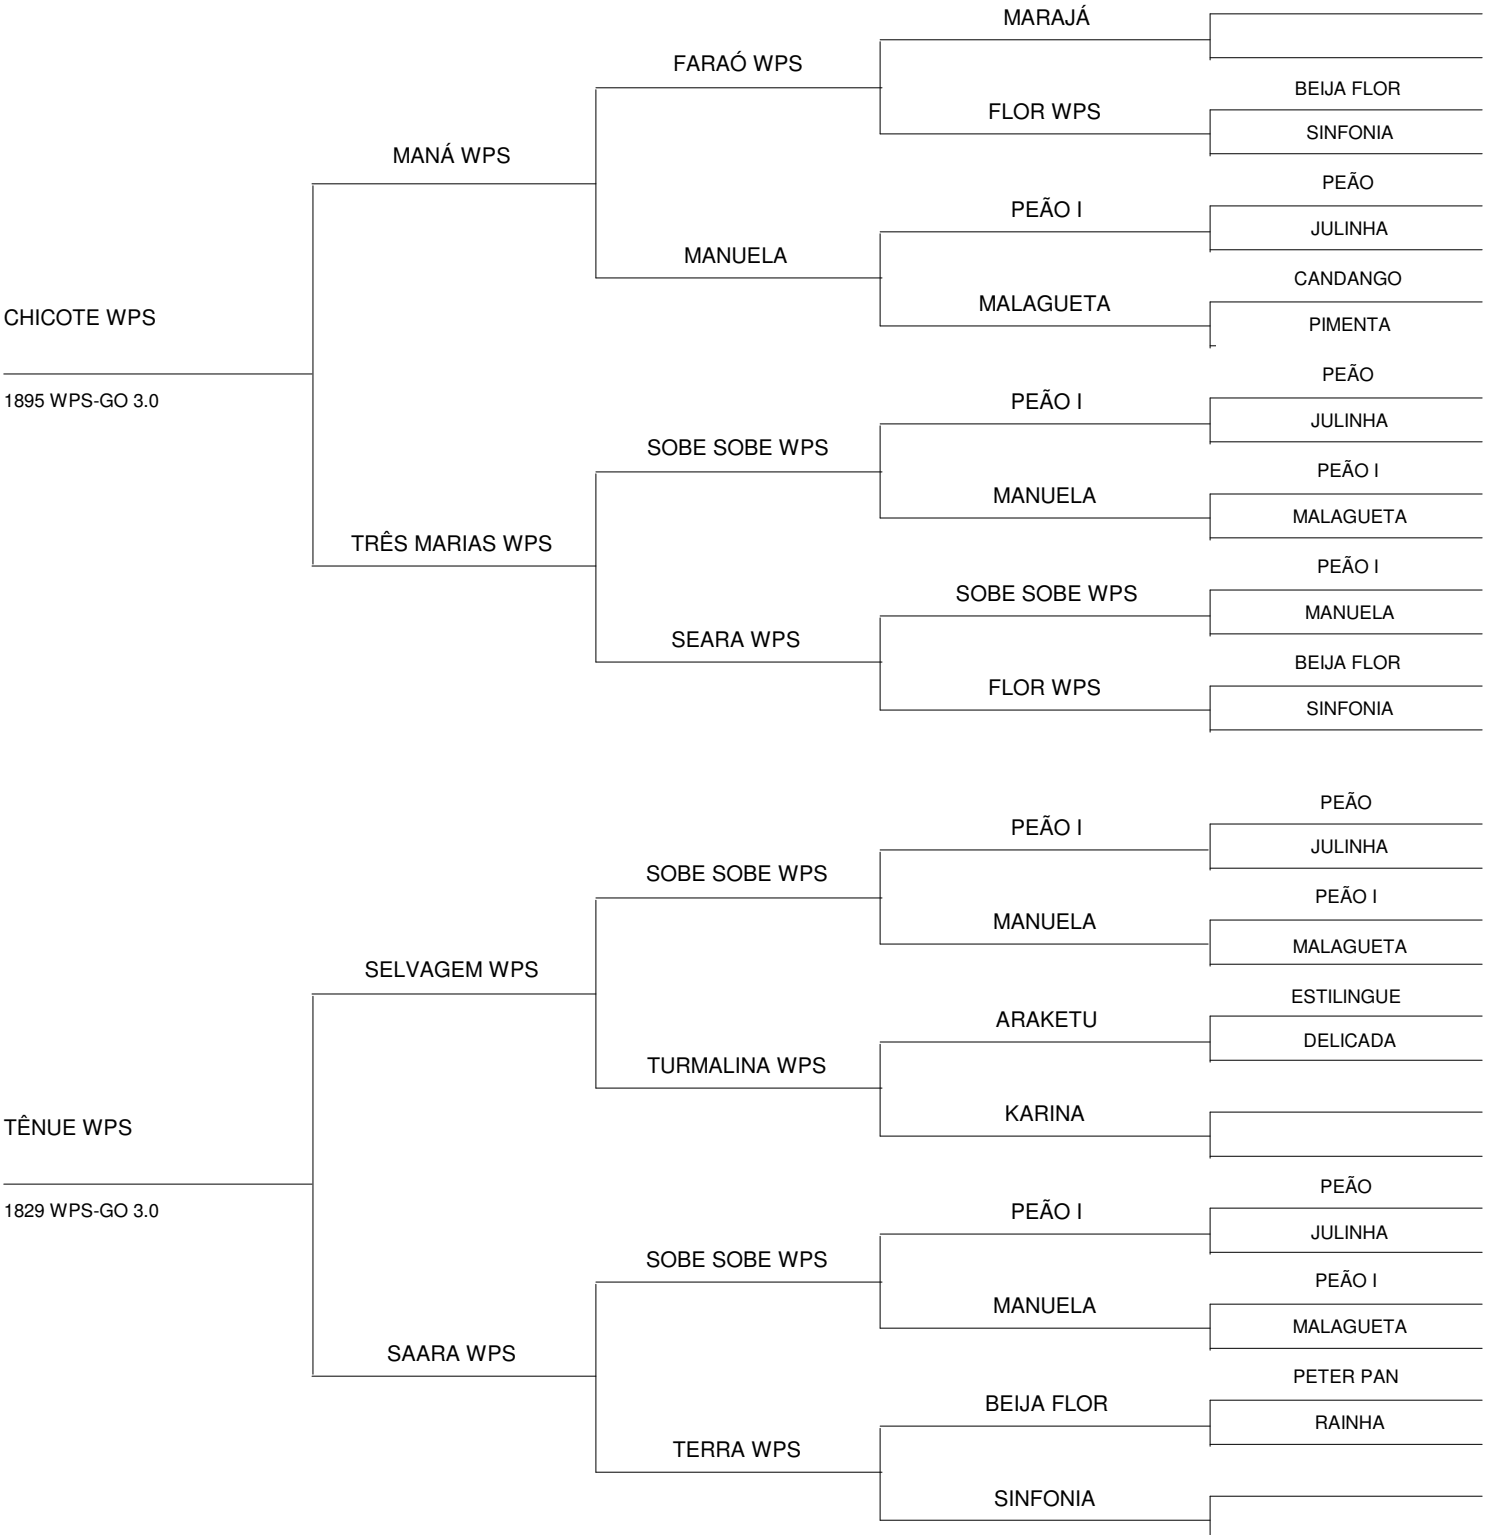 MARAJÁ
FARAÓ WPS
BEIJA FLOR
FLOR WPS
SINFONIA
MANÁ WPS
PEÃO
PEÃO I
JULINHA
MANUELA
CANDANGO
MALAGUETA
PIMENTA
CHICOTE WPS
1895 WPS-GO 3.0
PEÃO
PEÃO I
JULINHA
SOBE SOBE WPS
PEÃO I
MANUELA
MALAGUETA
TRÊS MARIAS WPS
PEÃO I
SOBE SOBE WPS
MANUELA
SEARA WPS
BEIJA FLOR
FLOR WPS
SINFONIA
PEÃO
PEÃO I
JULINHA
SOBE SOBE WPS
PEÃO I
MANUELA
MALAGUETA
SELVAGEM WPS
ESTILINGUE
ARAKETU
DELICADA
TURMALINA WPS
KARINA
TÊNUE WPS
1829 WPS-GO 3.0
PEÃO
PEÃO I
JULINHA
SOBE SOBE WPS
PEÃO I
MANUELA
MALAGUETA
SAARA WPS
PETER PAN
BEIJA FLOR
RAINHA
TERRA WPS
SINFONIA